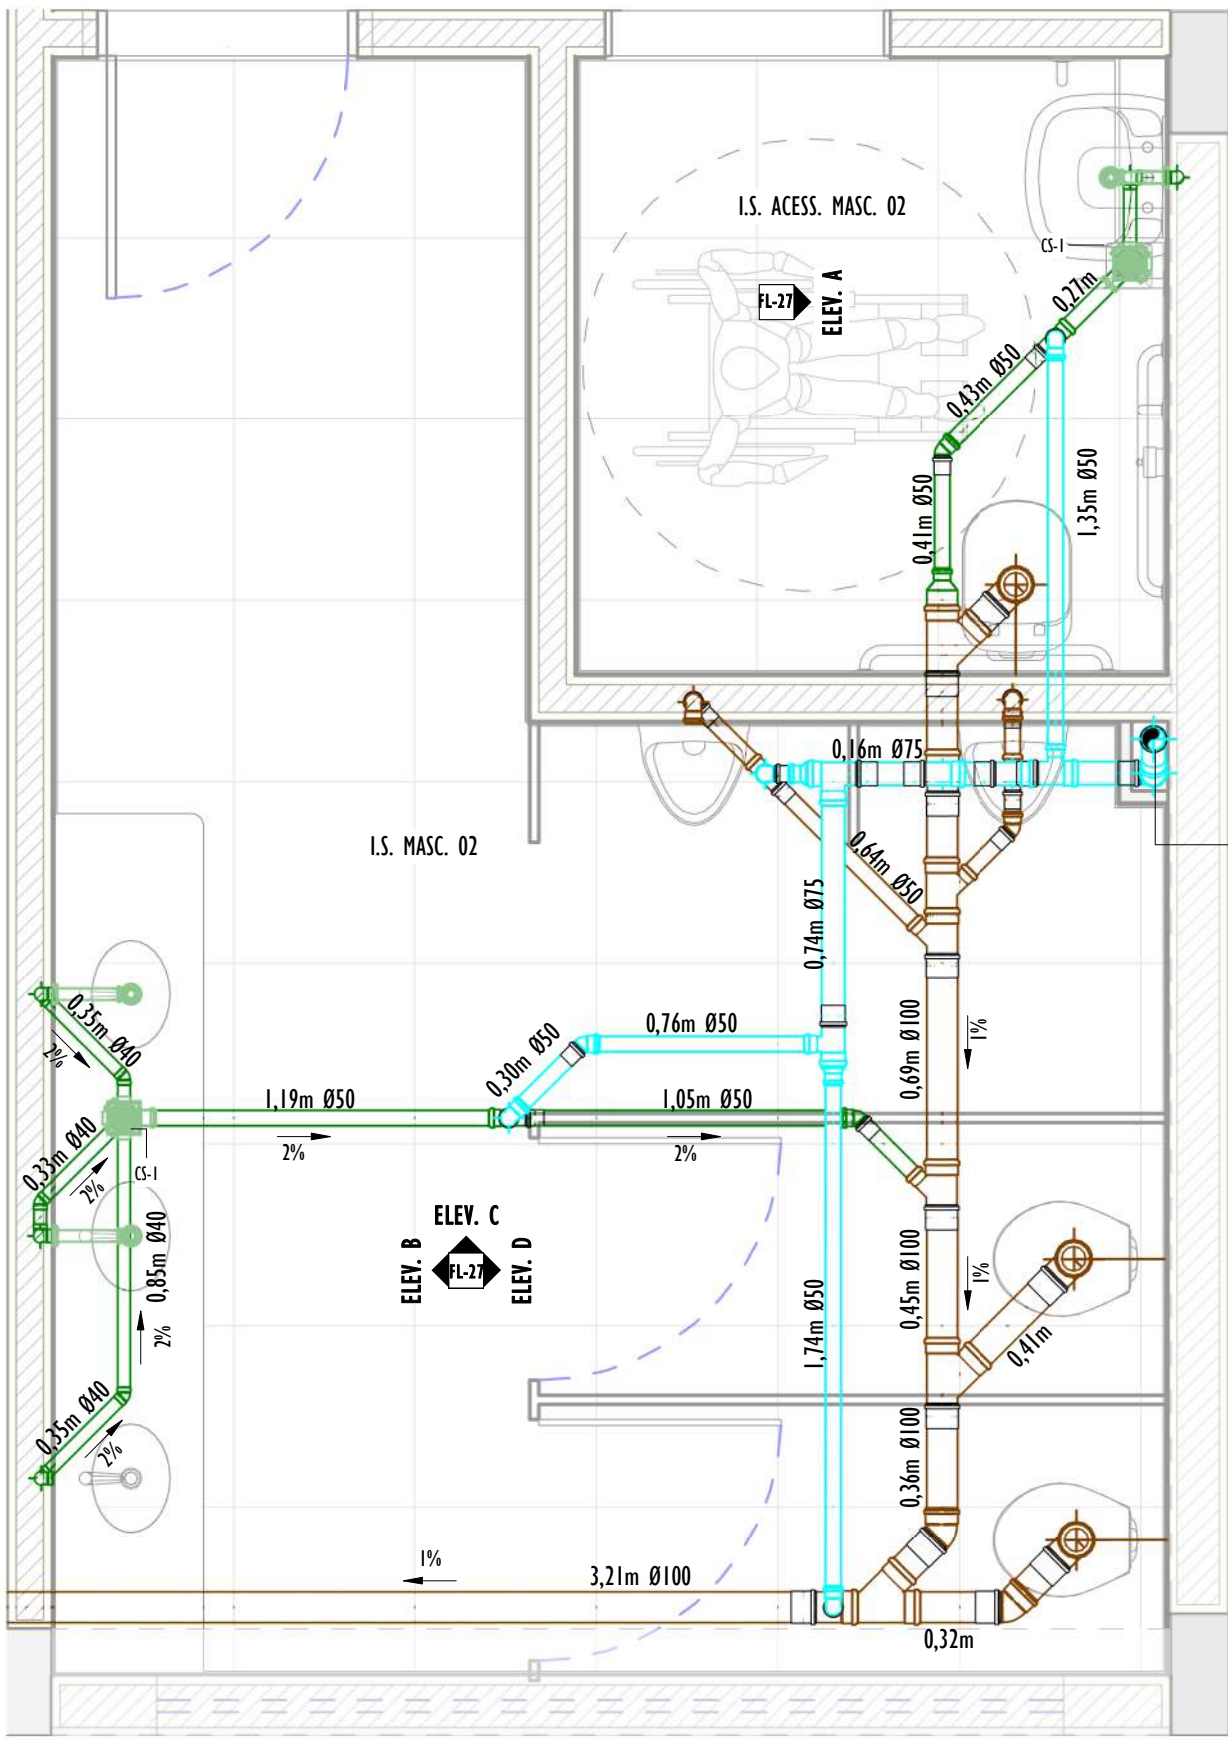 I.S. ACESS. MASC. 02
CS-1
FL-27
ELEV. A
0,27m
0,43m Ø50
0,41m Ø50
1,35m Ø50
0,16m Ø75
I.S. MASC. 02
0,64m Ø50
0,74m Ø75
0,35m Ø40
2%
0,76m Ø50
0,30m Ø50
0,69m Ø100
1%
1,19m Ø50
2%
1,05m Ø50
2%
0,33m Ø40
2%
CS-1
0,85m Ø40
2%
ELEV. C
ELEV. B
FL-27
ELEV. D
0,45m Ø100
1%
1,74m Ø50
0,41m
0,35m Ø40
2%
0,36m Ø100
1%
3,21m Ø100
0,32m